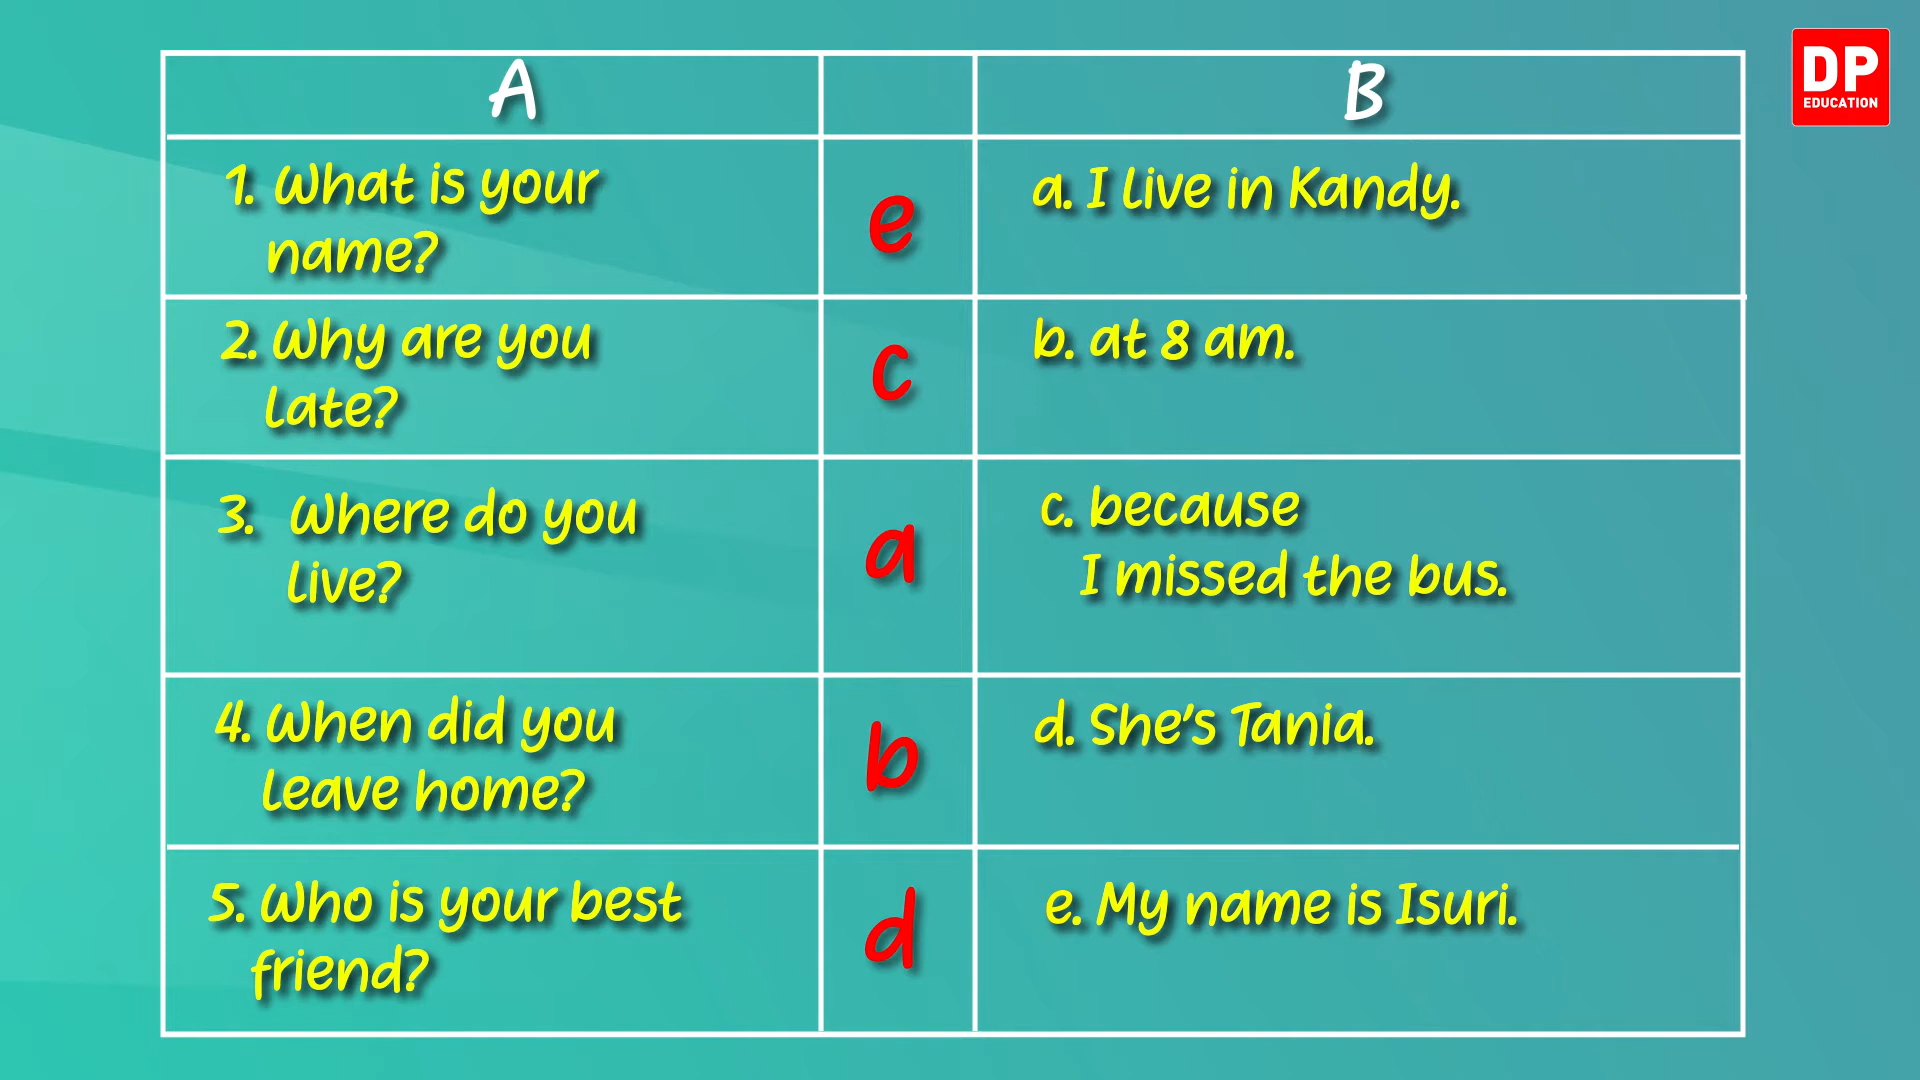 A
B
DP
EDUCATION
1. What is your
name?
e
a. I live in Kandy.
2. Why are you
late?
c
b. at 8 am.
3. Where do you
live?
a
c. because
I missed the bus.
4. When did you
leave home?
b
d. She's Tania.
5. Who is your best
friend?
d
e. My name is Isuri.